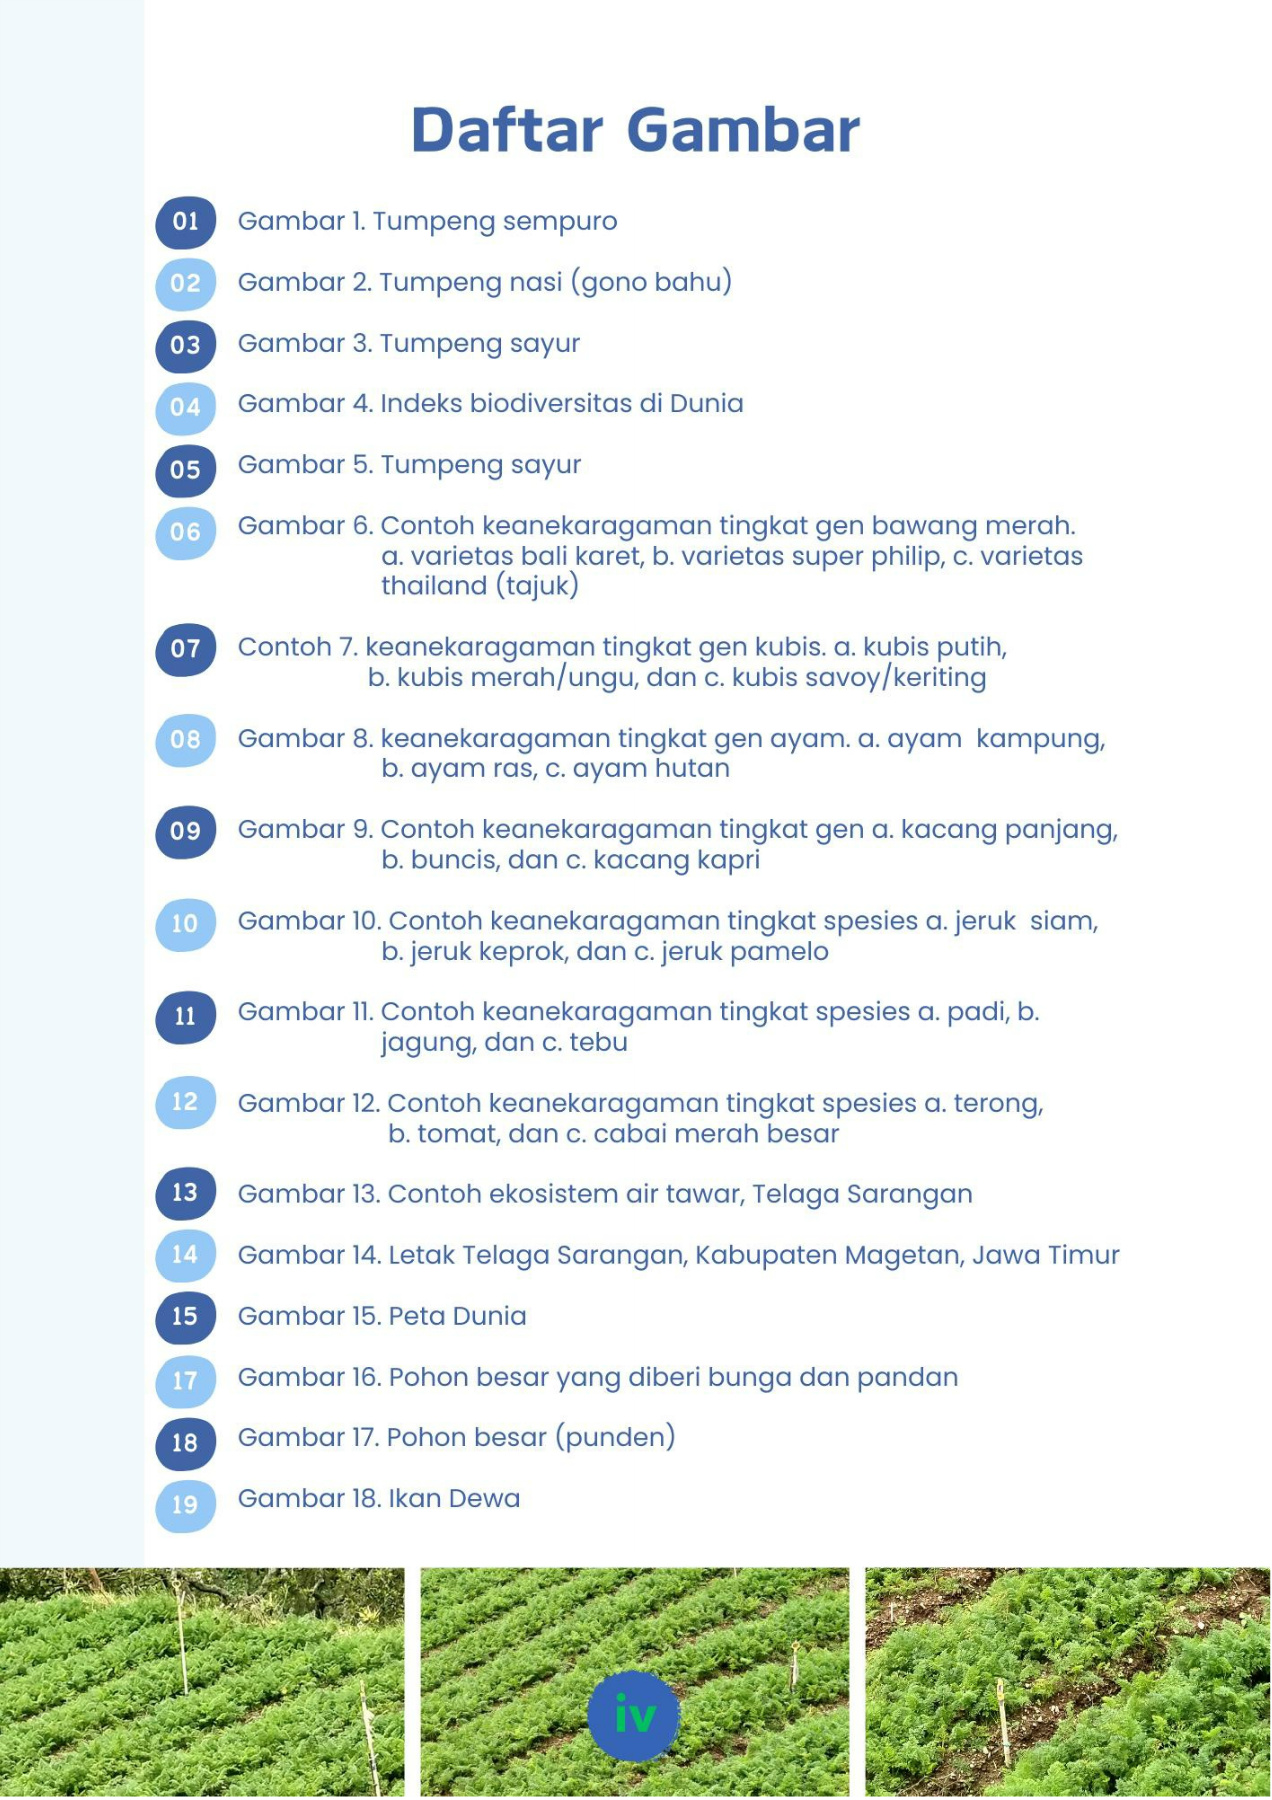 Daftar Gambar
01 Gambar 1. Tumpeng sempuro
02 Gambar 2. Tumpeng nasi (gono bahu)
03 Gambar 3. Tumpeng sayur
04 Gambar 4. Indeks biodiversitas di Dunia
05 Gambar 5. Tumpeng sayur
06 Gambar 6. Contoh keanekaragaman tingkat gen bawang merah.
a. varietas bali karet, b. varietas super philip, c. varietas
thailand (tajuk)
07 Contoh 7. keanekaragaman tingkat gen kubis. a. kubis putih,
b. kubis merah/ungu, dan c. kubis savoy/keriting
08 Gambar 8. keanekaragaman tingkat gen ayam. a. ayam kampung,
b. ayam ras, c. ayam hutan
09 Gambar 9. Contoh keanekaragaman tingkat gen a. kacang panjang,
b. buncis, dan c. kacang kapri
10 Gambar 10. Contoh keanekaragaman tingkat spesies a. jeruk siam,
b. jeruk keprok, dan c. jeruk pamelo
11 Gambar 11. Contoh keanekaragaman tingkat spesies a. padi, b.
jagung, dan c. tebu
12 Gambar 12. Contoh keanekaragaman tingkat spesies a. terong,
b. tomat, dan c. cabai merah besar
13 Gambar 13. Contoh ekosistem air tawar, Telaga Sarangan
14 Gambar 14. Letak Telaga Sarangan, Kabupaten Magetan, Jawa Timur
15 Gambar 15. Peta Dunia
17 Gambar 16. Pohon besar yang diberi bunga dan pandan
18 Gambar 17. Pohon besar (punden)
19 Gambar 18. Ikan Dewa
iv